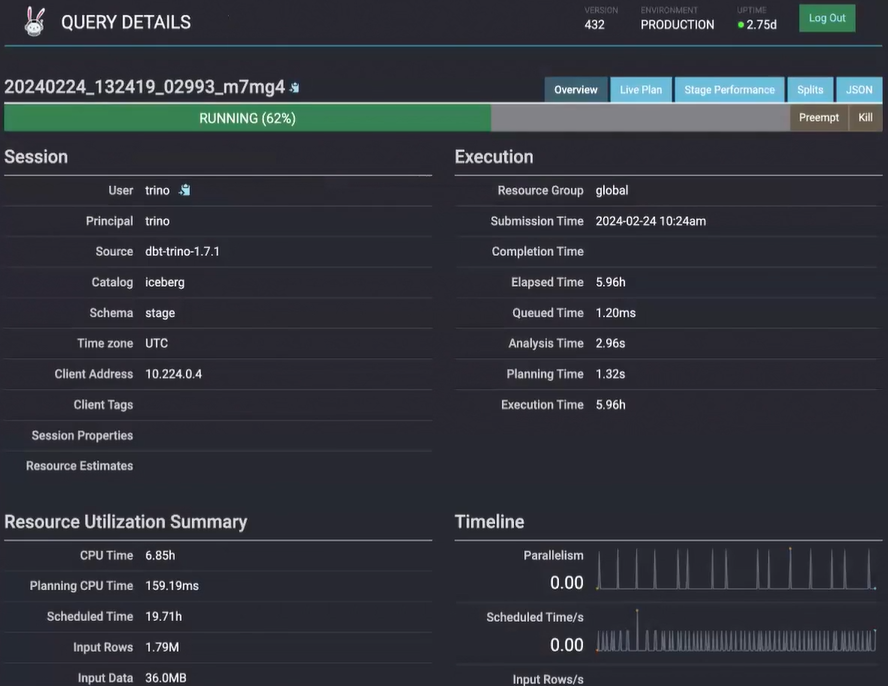 QUERY DETAILS
VERSION
432
ENVIRONMENT
PRODUCTION
UPTIME
2.75d
Log Out
20240224_132419_02993_m7mg4
Overview
Live Plan
Stage Performance
Splits
JSON
RUNNING (62%)
Preempt
Kill
Session
User trino
Principal trino
Source dbt-trino-1.7.1
Catalog iceberg
Schema stage
Time zone UTC
Client Address 10.224.0.4
Client Tags
Session Properties
Resource Estimates
Execution
Resource Group global
Submission Time 2024-02-24 10:24am
Completion Time
Elapsed Time 5.96h
Queued Time 1.20ms
Analysis Time 2.96s
Planning Time 1.32s
Execution Time 5.96h
Resource Utilization Summary
CPU Time 6.85h
Planning CPU Time 159.19ms
Scheduled Time 19.71h
Input Rows 1.79M
Input Data 36.0MB
Timeline
Parallelism
0.00
Scheduled Time/s
0.00
Input Rows/s